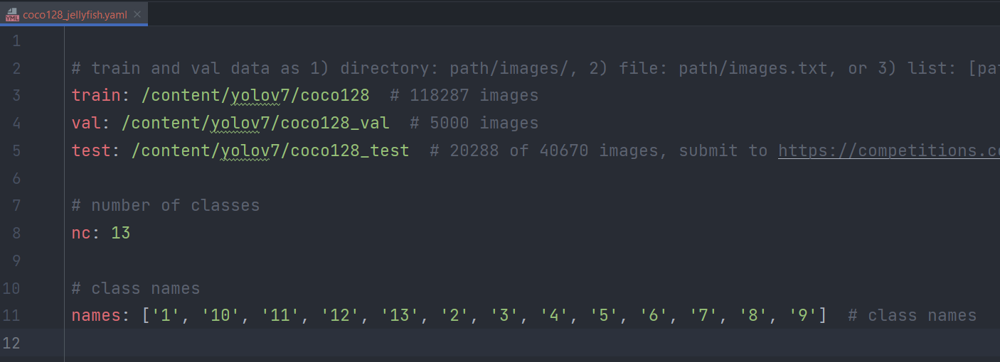 YML coco128_jellyfish.yaml ×
1
2 # train and val data as 1) directory: path/images/, 2) file: path/images.txt, or 3) list: [pat
3 train: /content/yolov7/coco128  # 118287 images
4 val: /content/yolov7/coco128_val  # 5000 images
5 test: /content/yolov7/coco128_test  # 20288 of 40670 images, submit to https://competitions.co
6
7 # number of classes
8 nc: 13
9
10 # class names
11 names: ['1', '10', '11', '12', '13', '2', '3', '4', '5', '6', '7', '8', '9']  # class names
12